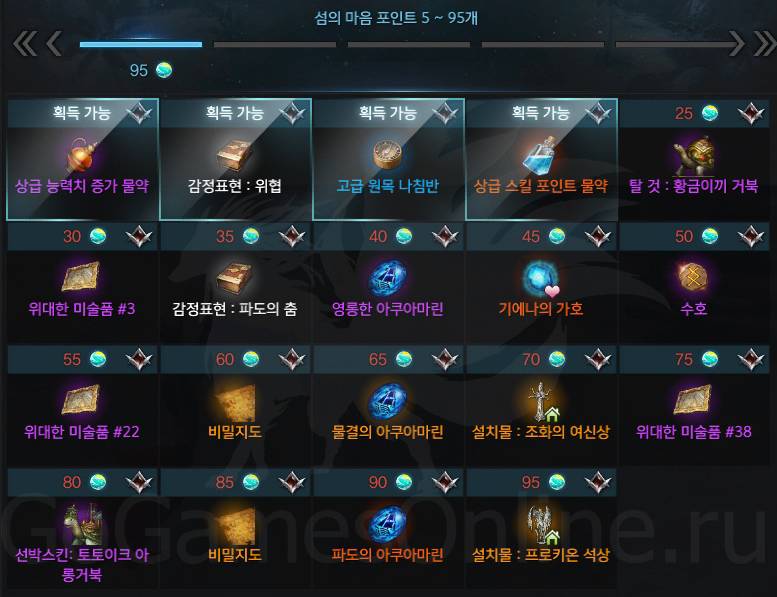 섬의 마음 포인트 5 ~ 95개
95
획득 가능 획득 가능 획득 가능 획득 가능 25
상급 능력치 증가 물약 감정표현 : 위협 고급 원목 나침반 상급 스킬 포인트 물약 탈 것 : 황금이끼 거북
30 35 40 45 50
위대한 미술품 #3 감정표현 : 파도의 춤 영롱한 아쿠아마린 기에나의 가호 수호
55 60 65 70 75
위대한 미술품 #22 비밀지도 물결의 아쿠아마린 설치물 : 조화의 여신상 위대한 미술품 #38
80 85 90 95
선박스킨: 토토이크 아롱거북 비밀지도 파도의 아쿠아마린 설치물 : 프로키온 석상
GoGamesOnline.ru